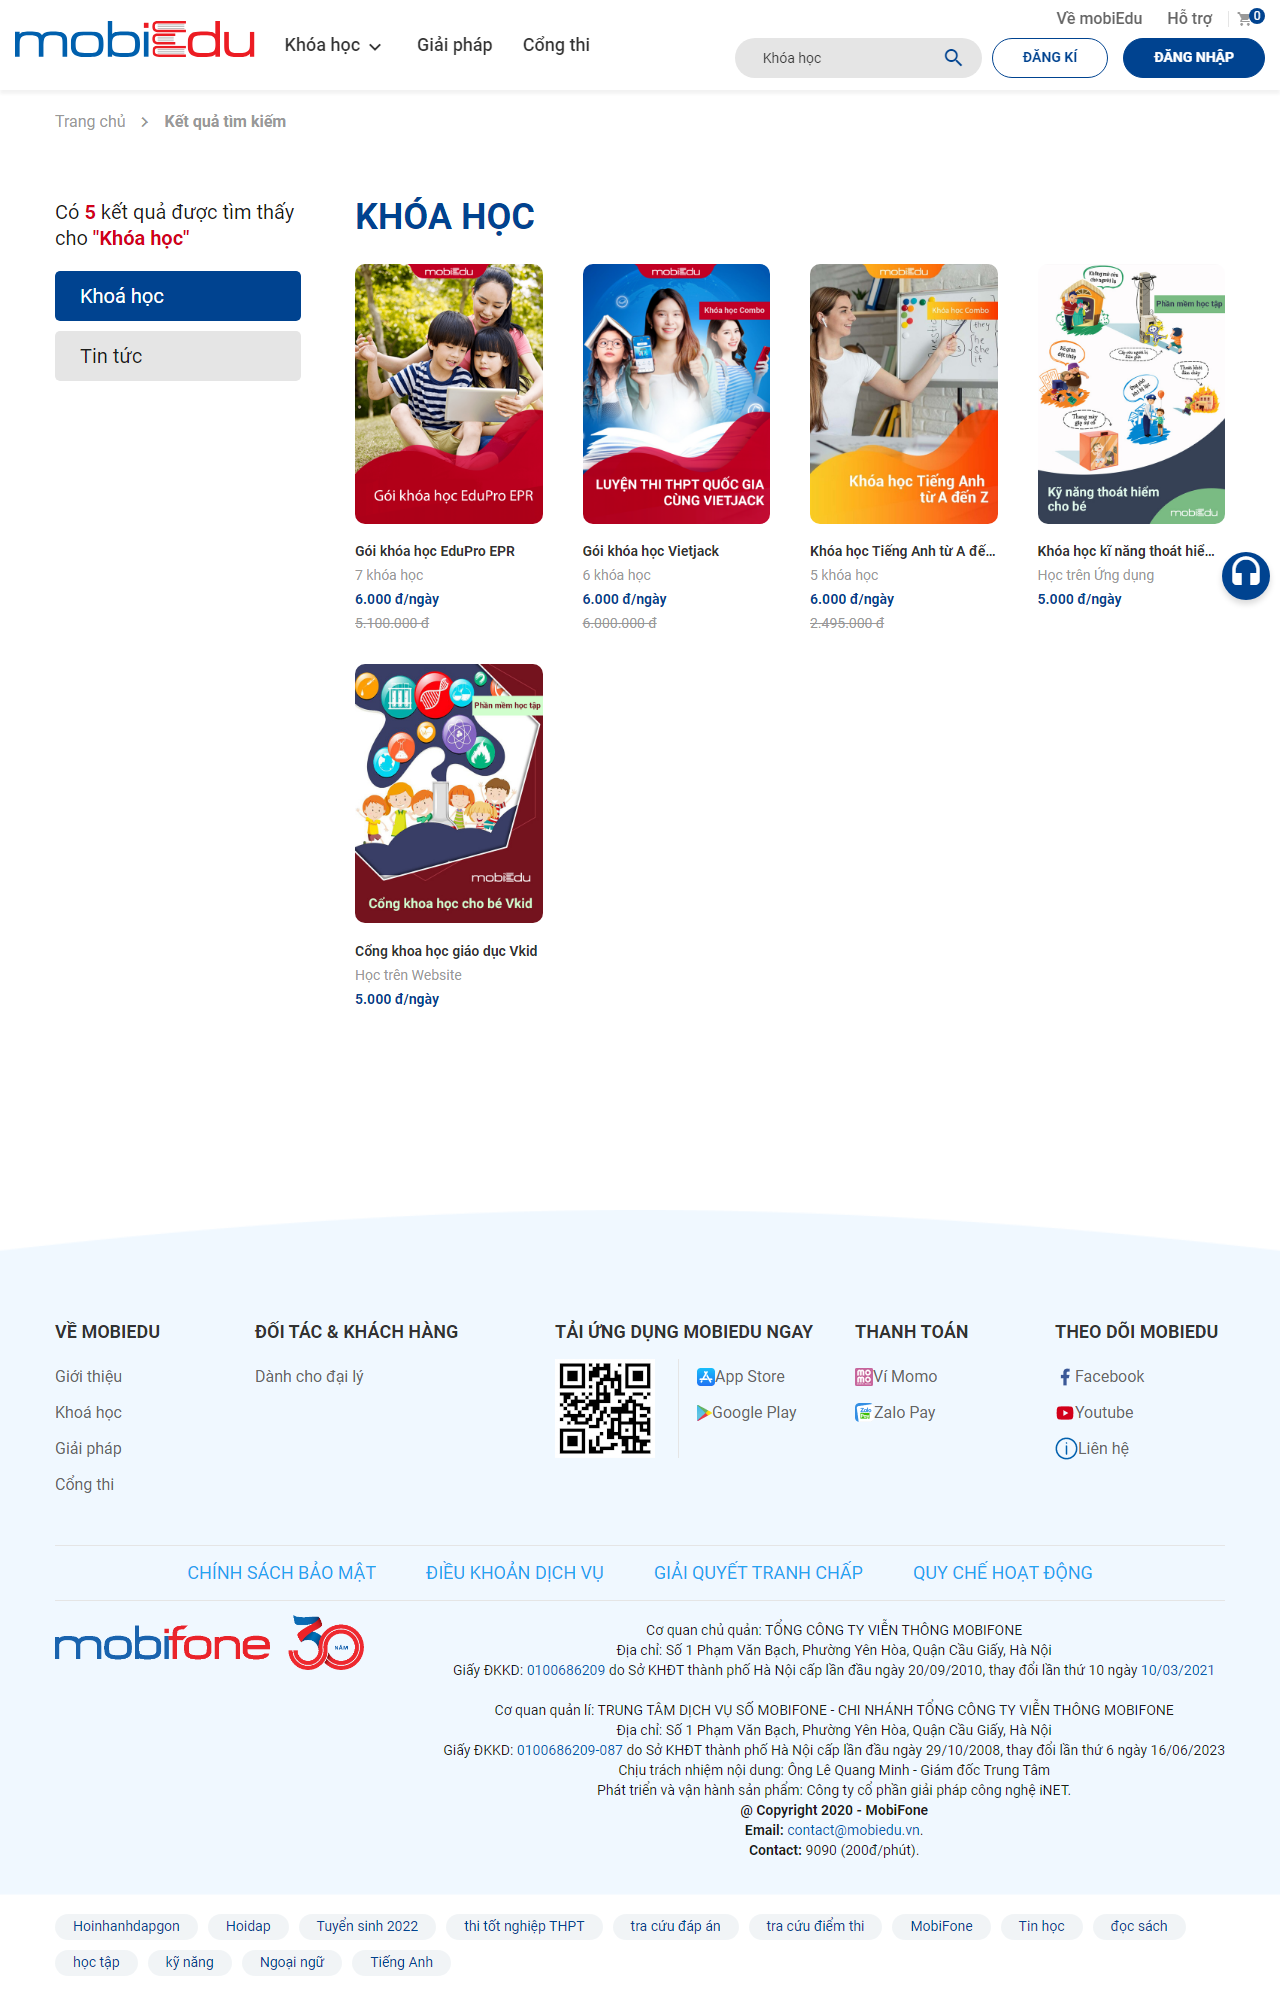 Về mobiEdu Hỗ trợ 0
mobiEdu Khóa học Giải pháp Cổng thi
Khóa học ĐĂNG KÍ ĐĂNG NHẬP
Trang chủ Kết quả tìm kiếm
Có 5 kết quả được tìm thấy
cho "Khóa học"
Khoá học
Tin tức
KHÓA HỌC
mobiEdu
Gói khóa học EduPro EPR
mobiEdu
Khóa học Combo
LUYỆN THI THPT QUỐC GIA
CÙNG VIETJACK
mobiEdu
Khóa học Combo
they
he
she
it
Khóa học Tiếng Anh
từ A đến Z
Phần mềm học tập
Kỹ năng thoát hiểm
cho bé
mobiEdu
Gói khóa học EduPro EPR
7 khóa học
6.000 đ/ngày
5.100.000 đ
Gói khóa học Vietjack
6 khóa học
6.000 đ/ngày
6.000.000 đ
Khóa học Tiếng Anh từ A đế...
5 khóa học
6.000 đ/ngày
2.495.000 đ
Khóa học kĩ năng thoát hiể...
Học trên Ứng dụng
5.000 đ/ngày
Phần mềm học tập
mobiEdu
Cổng khoa học cho bé Vkid
Cổng khoa học giáo dục Vkid
Học trên Website
5.000 đ/ngày
VỀ MOBIEDU
Giới thiệu
Khoá học
Giải pháp
Cổng thi
ĐỐI TÁC & KHÁCH HÀNG
Dành cho đại lý
TẢI ỨNG DỤNG MOBIEDU NGAY
App Store
Google Play
THANH TOÁN
Ví Momo
Zalo Pay
THEO DÕI MOBIEDU
Facebook
Youtube
Liên hệ
CHÍNH SÁCH BẢO MẬT ĐIỀU KHOẢN DỊCH VỤ GIẢI QUYẾT TRANH CHẤP QUY CHẾ HOẠT ĐỘNG
mobifone 30 NĂM
Cơ quan chủ quản: TỔNG CÔNG TY VIỄN THÔNG MOBIFONE
Địa chỉ: Số 1 Phạm Văn Bạch, Phường Yên Hòa, Quận Cầu Giấy, Hà Nội
Giấy ĐKKD: 0100686209 do Sở KHĐT thành phố Hà Nội cấp lần đầu ngày 20/09/2010, thay đổi lần thứ 10 ngày 10/03/2021
Cơ quan quản lí: TRUNG TÂM DỊCH VỤ SỐ MOBIFONE - CHI NHÁNH TỔNG CÔNG TY VIỄN THÔNG MOBIFONE
Địa chỉ: Số 1 Phạm Văn Bạch, Phường Yên Hòa, Quận Cầu Giấy, Hà Nội
Giấy ĐKKD: 0100686209-087 do Sở KHĐT thành phố Hà Nội cấp lần đầu ngày 29/10/2008, thay đổi lần thứ 6 ngày 16/06/2023
Chịu trách nhiệm nội dung: Ông Lê Quang Minh - Giám đốc Trung Tâm
Phát triển và vận hành sản phẩm: Công ty cổ phần giải pháp công nghệ iNET.
@ Copyright 2020 - MobiFone
Email: contact@mobiedu.vn.
Contact: 9090 (200đ/phút).
Hoinhanhdapgon Hoidap Tuyển sinh 2022 thi tốt nghiệp THPT tra cứu đáp án tra cứu điểm thi MobiFone Tin học đọc sách
học tập kỹ năng Ngoại ngữ Tiếng Anh